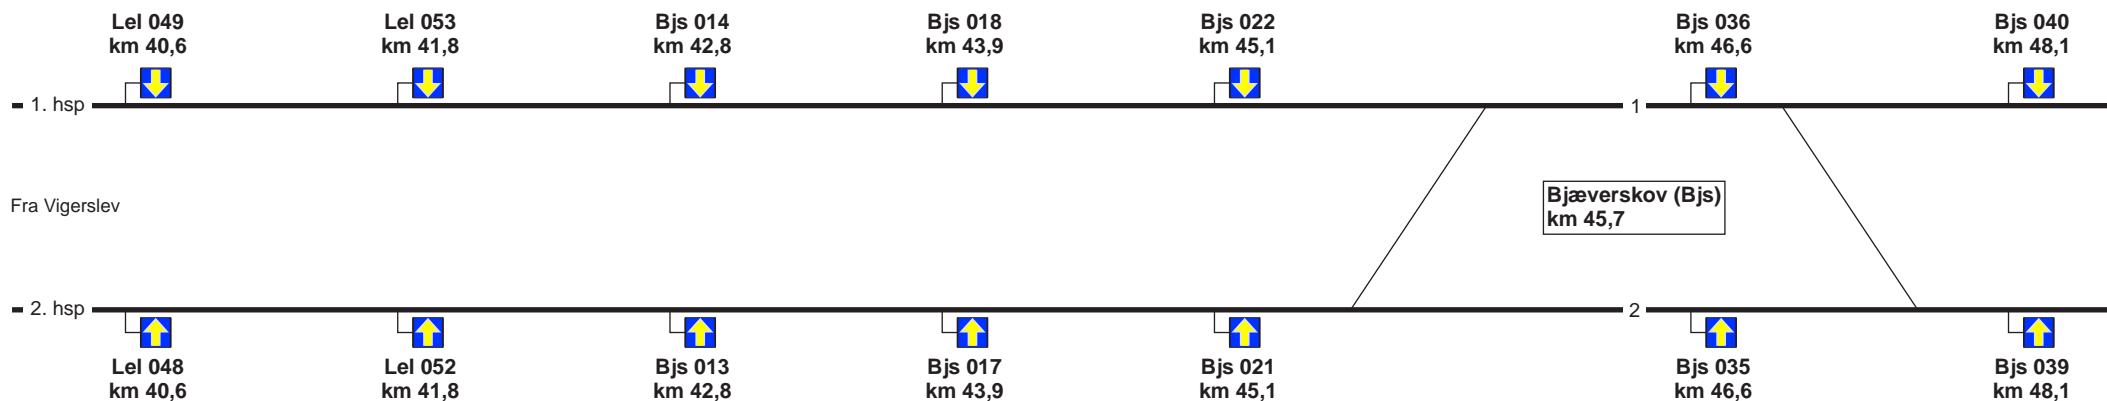 Lel 049
km 40,6
Lel 053
km 41,8
Bjs 014
km 42,8
Bjs 018
km 43,9
Bjs 022
km 45,1
Bjs 036
km 46,6
Bjs 040
km 48,1
1. hsp
1
Fra Vigerslev
Bjæverskov (Bjs)
km 45,7
2. hsp
2
Lel 048
km 40,6
Lel 052
km 41,8
Bjs 013
km 42,8
Bjs 017
km 43,9
Bjs 021
km 45,1
Bjs 035
km 46,6
Bjs 039
km 48,1